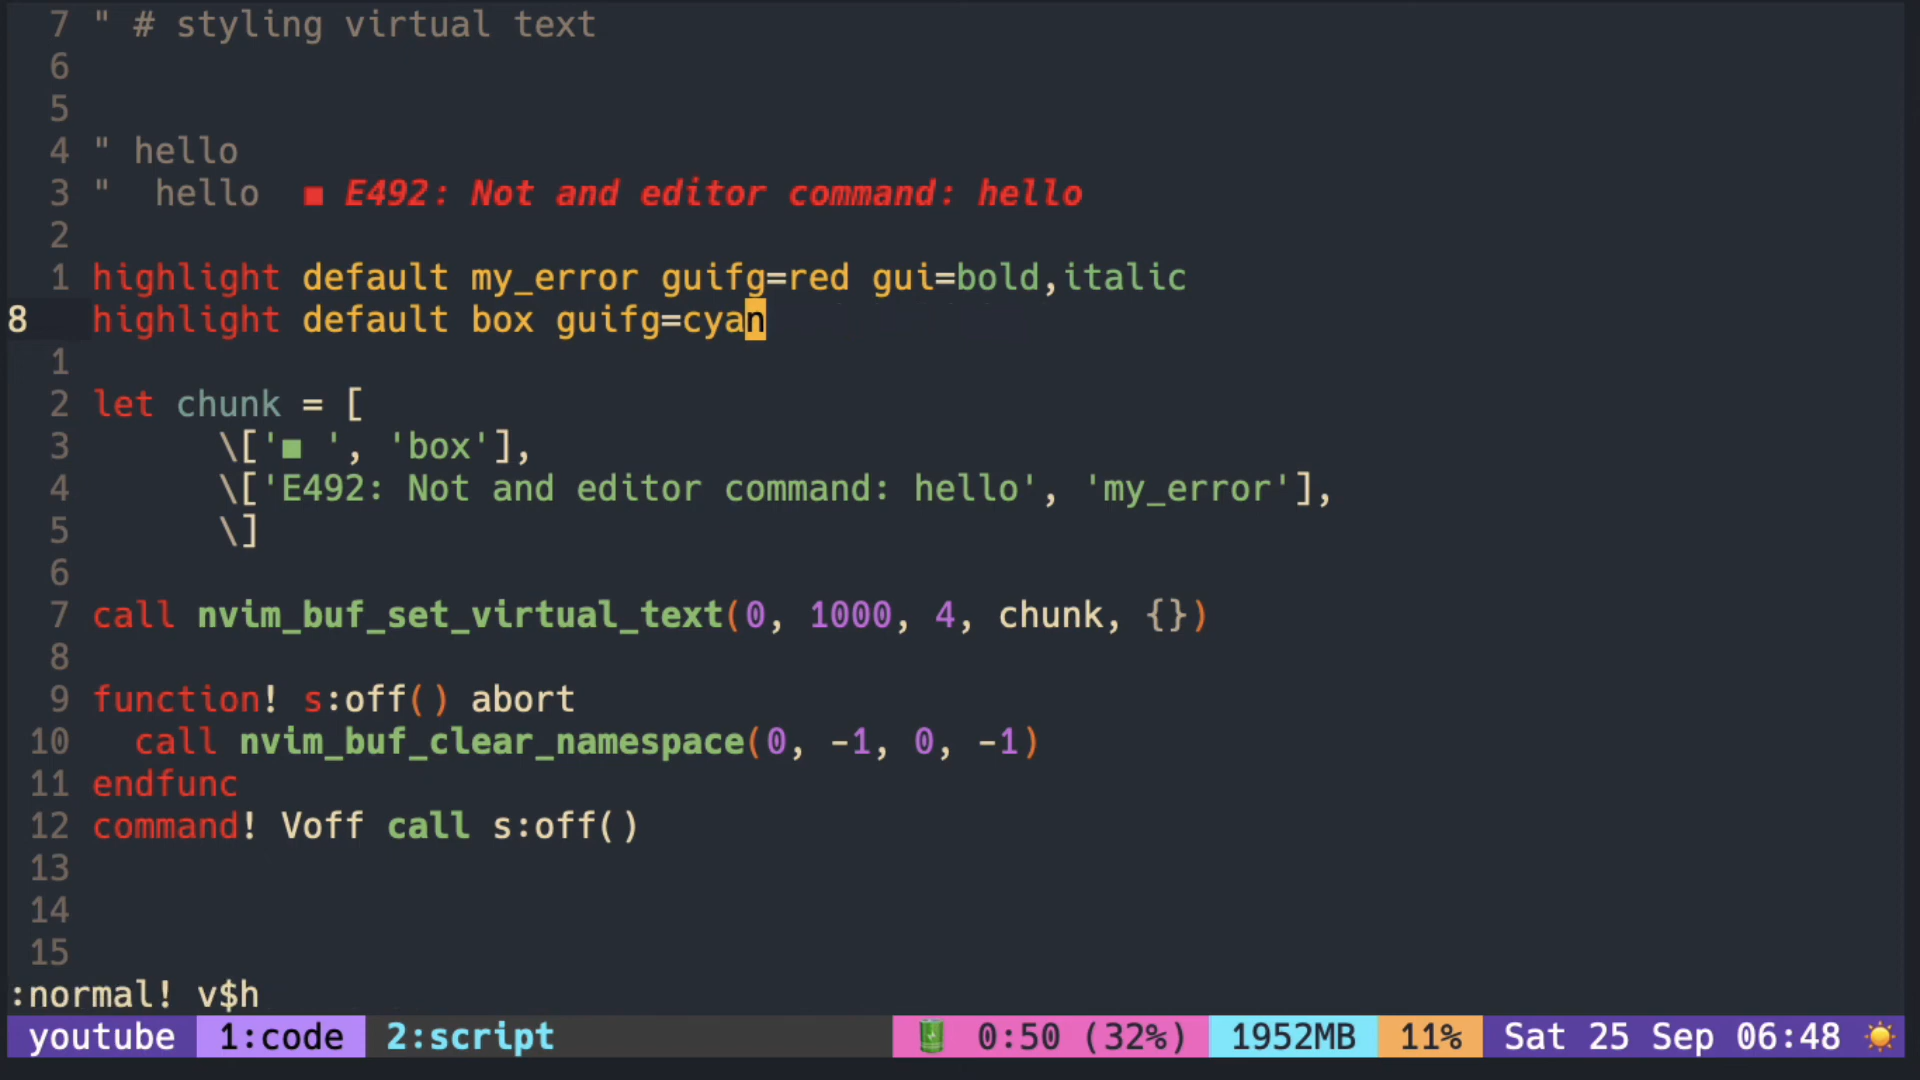 7 " # styling virtual text
6
5
4 " hello
3 "  hello  ■ E492: Not and editor command: hello
2
1 highlight default my_error guifg=red gui=bold,italic
8 highlight default box guifg=cyan
1
2 let chunk = [
3       \['■ ', 'box'],
4       \['E492: Not and editor command: hello', 'my_error'],
5       \]
6
7 call nvim_buf_set_virtual_text(0, 1000, 4, chunk, {})
8
9 function! s:off() abort
10   call nvim_buf_clear_namespace(0, -1, 0, -1)
11 endfunc
12 command! Voff call s:off()
13
14
15
:normal! v$h
youtube 1:code 2:script 0:50 (32%) 1952MB 11% Sat 25 Sep 06:48